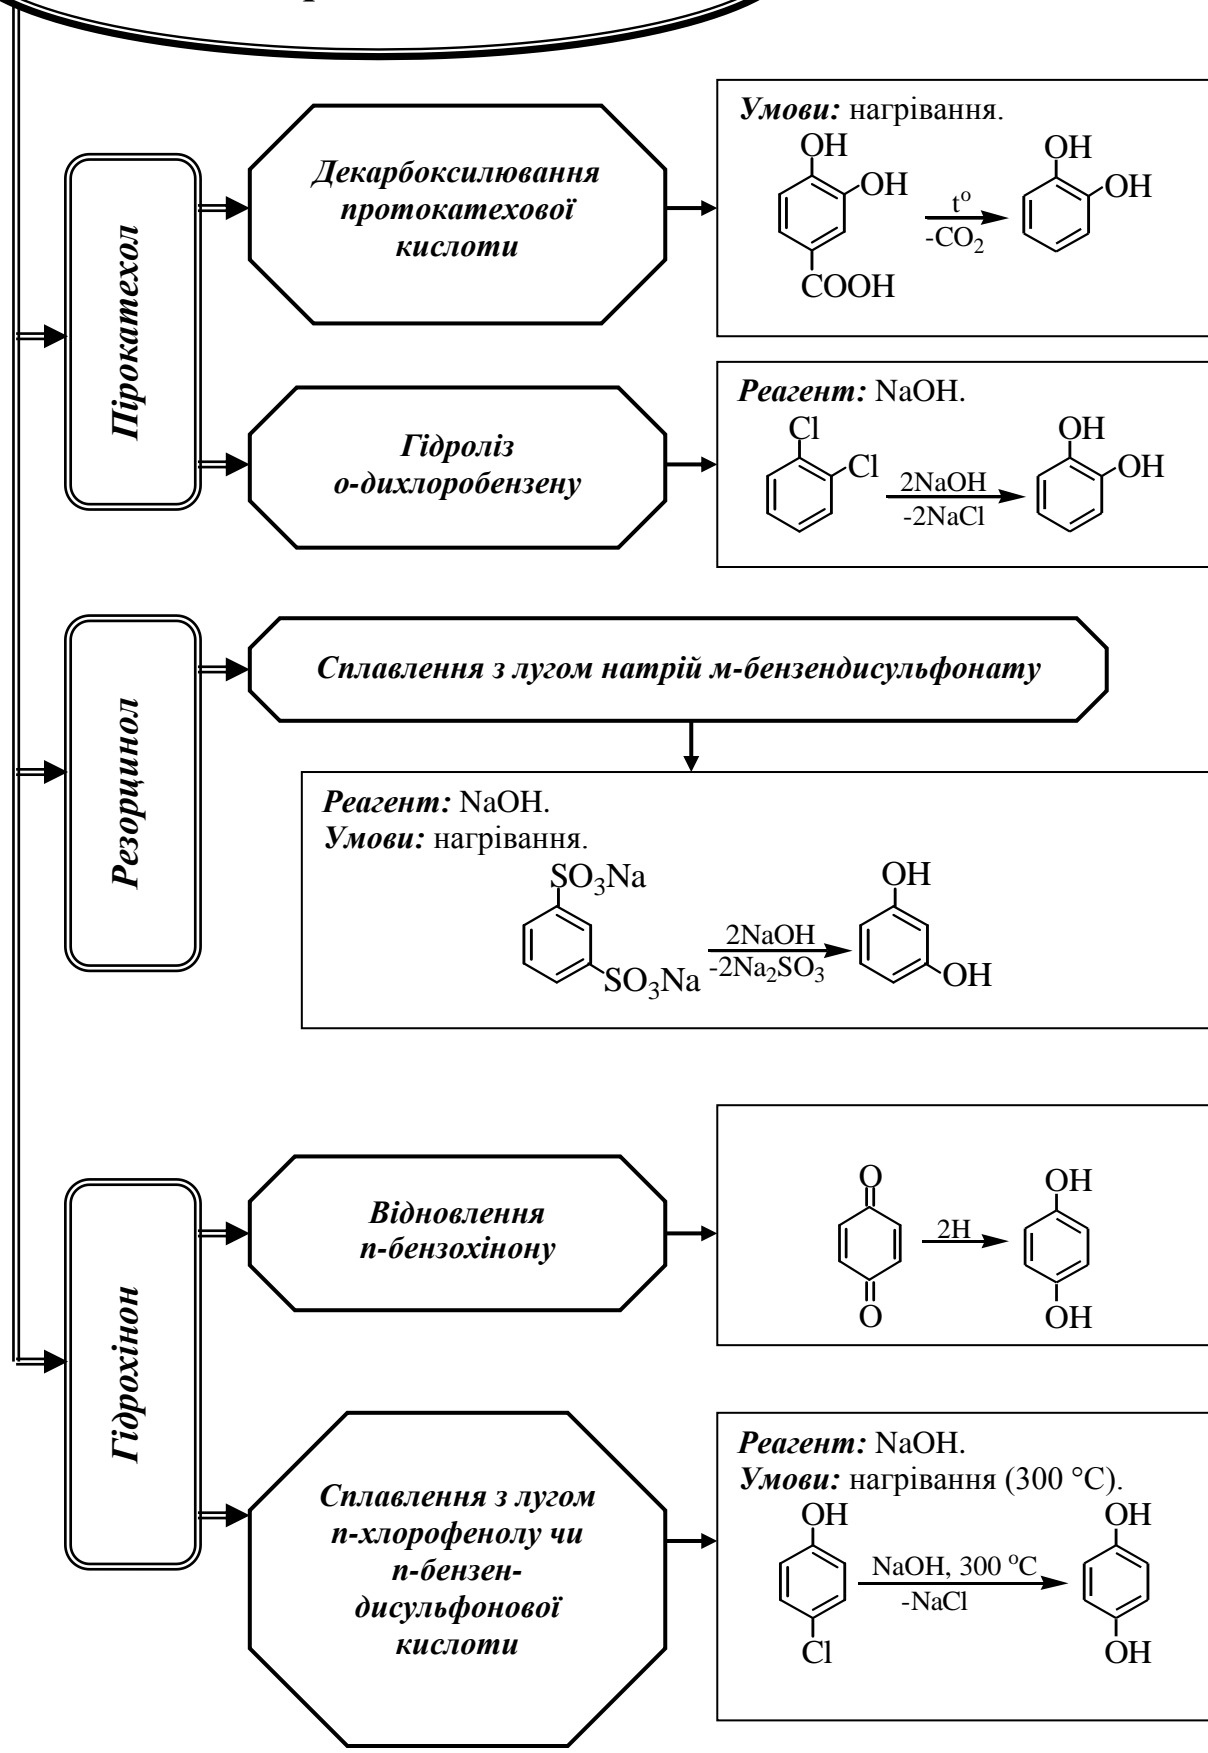 Пірокатехол
Декарбоксилювання
протокатехової
кислоти
Умови: нагрівання.
OH
OH
COOH
t°
-CO₂
OH
OH
Гідроліз
о-дихлоробензену
Реагент: NaOH.
Cl
Cl
2NaOH
-2NaCl
OH
OH
Резорцинол
Сплавлення з лугом натрій м-бензендисульфонату
Реагент: NaOH.
Умови: нагрівання.
SO₃Na
SO₃Na
2NaOH
-2Na₂SO₃
OH
OH
Гідрохінон
Відновлення
п-бензохінону
O
O
2H
OH
OH
Сплавлення з лугом
п-хлорофенолу чи
п-бензен-
дисульфонової
кислоти
Реагент: NaOH.
Умови: нагрівання (300 °C).
OH
Cl
NaOH, 300 °C
-NaCl
OH
OH